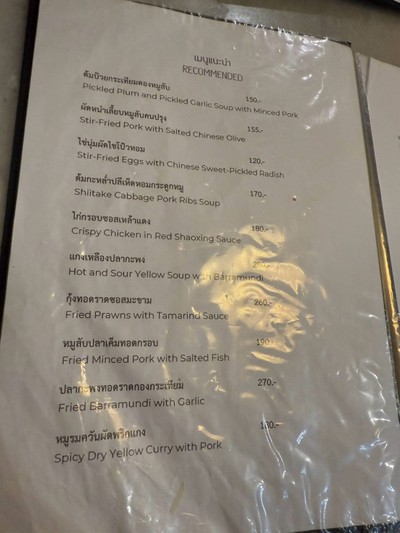 เมนูแนะนำ
RECOMMENDED
ต้มบ๊วยกระเทียมดองหมูสับ 150.-
Pickled Plum and Pickled Garlic Soup with Minced Pork
ผัดหนำเลี้ยบหมูสับคนปรุง 155.-
Stir-Fried Pork with Salted Chinese Olive
ไข่นุ่มผัดไชโป๊วหอม 120.-
Stir-Fried Eggs with Chinese Sweet-Pickled Radish
ต้มกะหล่ำปลีเห็ดหอมกระดูกหมู 170.-
Shiitake Cabbage Pork Ribs Soup
ไก่กรอบซอสเหล้าแดง 180.-
Crispy Chicken in Red Shaoxing Sauce
แกงเหลืองปลากะพง
Hot and Sour Yellow Soup with Barramundi
กุ้งทอดราดซอสมะขาม 260.-
Fried Prawns with Tamarind Sauce
หมูสับปลาเค็มทอดกรอบ 190.-
Fried Minced Pork with Salted Fish
ปลากะพงทอดราดกองกระเทียม 270.-
Fried Barramundi with Garlic
หมูรมควันผัดพริกแกง
Spicy Dry Yellow Curry with Pork